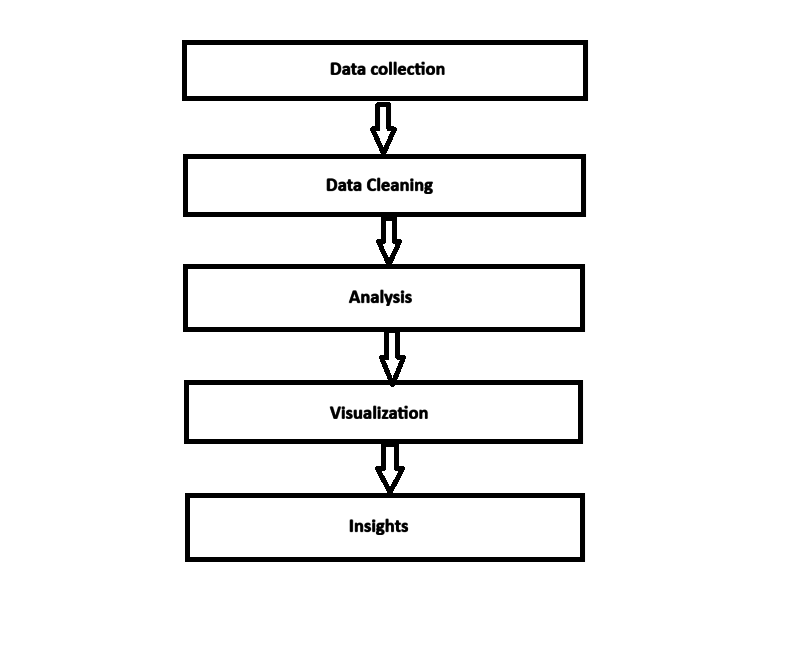 Data collection
Data Cleaning
Analysis
Visualization
Insights